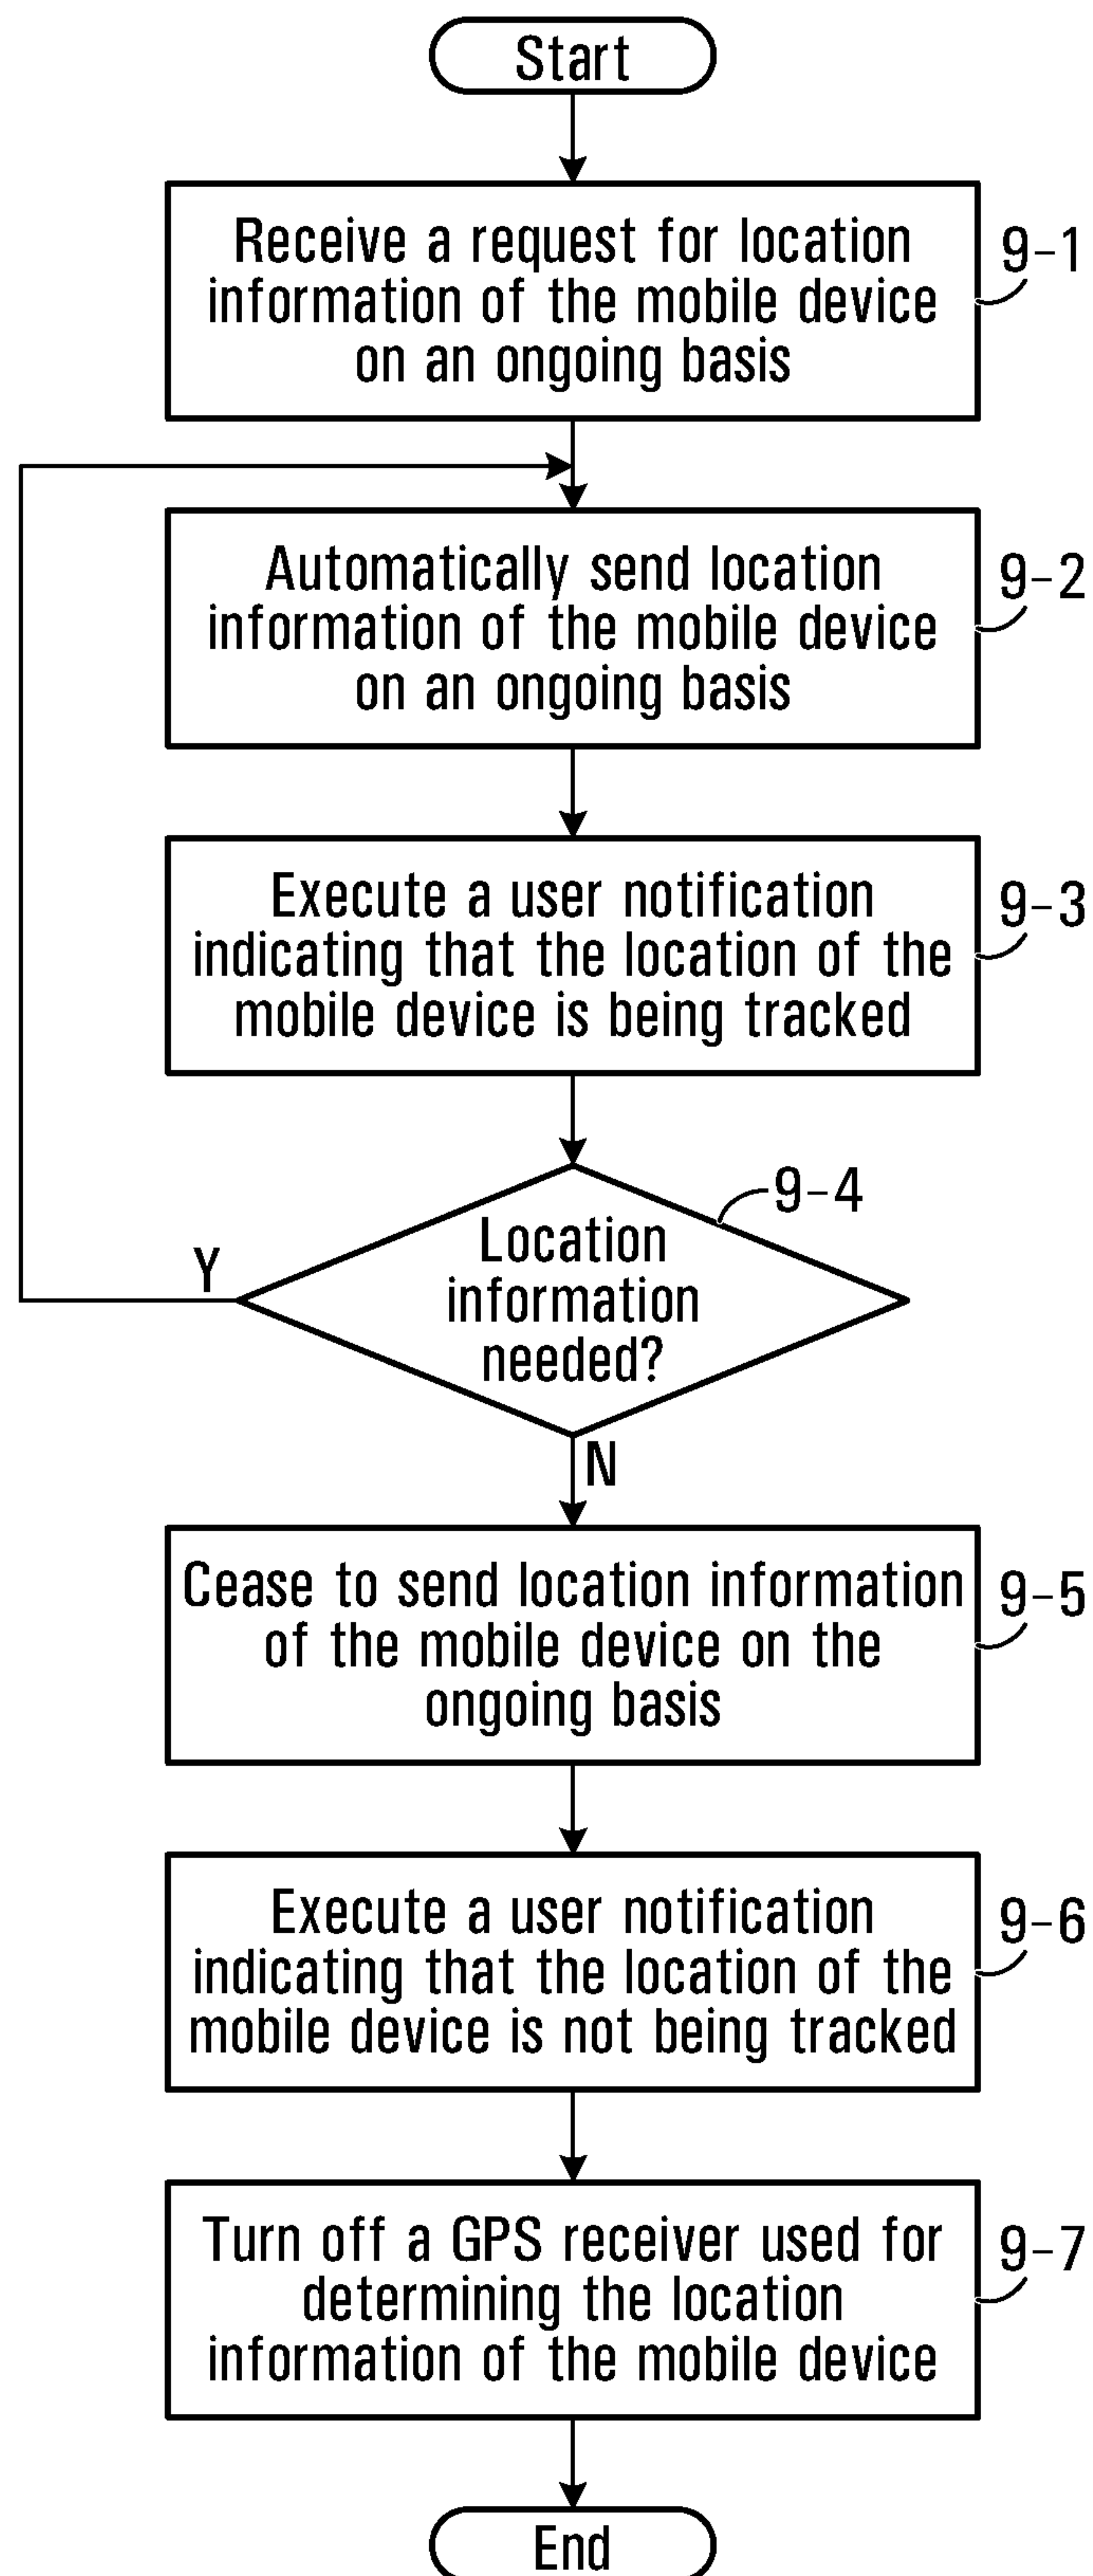 Start
Receive a request for location
information of the mobile device
on an ongoing basis
9-1
Automatically send location
information of the mobile device
on an ongoing basis
9-2
Execute a user notification
indicating that the location of the
mobile device is being tracked
9-3
9-4
Location
information
needed?
Y
N
Cease to send location information
of the mobile device on the
ongoing basis
9-5
Execute a user notification
indicating that the location of the
mobile device is not being tracked
9-6
Turn off a GPS receiver used for
determining the location
information of the mobile device
9-7
End